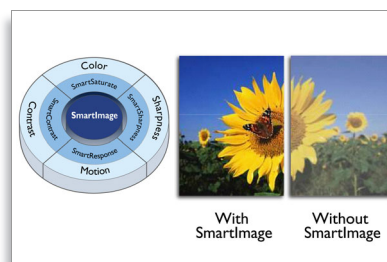 Color
SmartSaturate
Contrast
SmartContrast
SmartImage
SmartSharpness
Sharpness
SmartResponse
Motion
With
SmartImage
Without
SmartImage